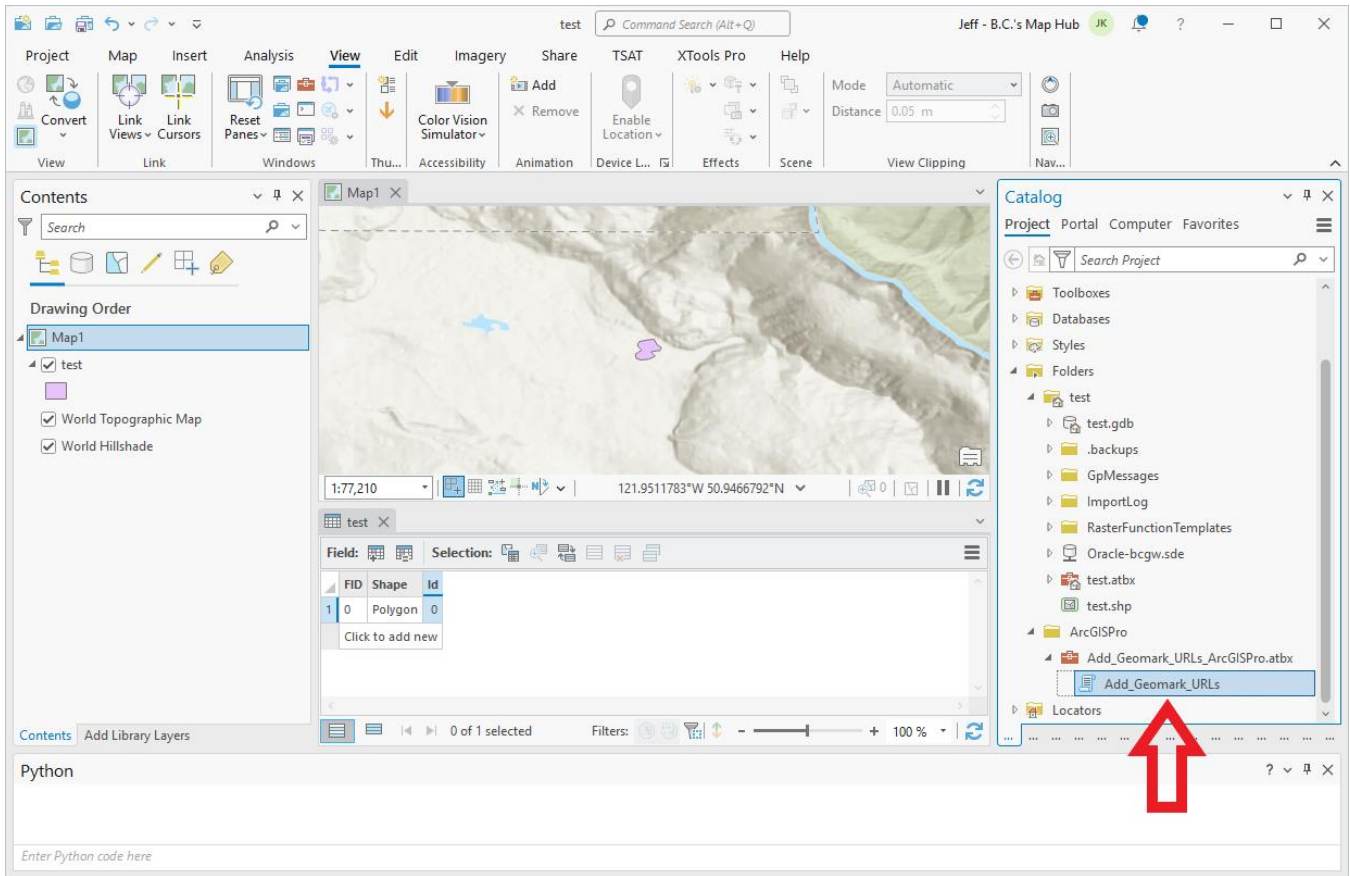 test
Command Search (Alt+Q)
Jeff - B.C.'s Map Hub
JK
?
Project Map Insert Analysis View Edit Imagery Share TSAT XTools Pro Help
Convert
Link Views
Link Cursors
Reset Panes
Color Vision Simulator
Add
Remove
Enable Location
Mode Automatic
Distance 0.05 m
View Link Windows Thu... Accessibility Animation Device L... Effects Scene View Clipping Nav...
Contents
Search
Drawing Order
Map1
test
World Topographic Map
World Hillshade
Contents Add Library Layers
Map1
1:77,210
121.9511783°W 50.9466792°N
0
test
Field: Selection:
FID Shape Id
1 0 Polygon 0
Click to add new
0 of 1 selected
Filters:
- + 100 %
Catalog
Project Portal Computer Favorites
Search Project
Toolboxes
Databases
Styles
Folders
test
test.gdb
.backups
GpMessages
ImportLog
RasterFunctionTemplates
Oracle-bcgw.sde
test.atbx
test.shp
ArcGISPro
Add_Geomark_URLs_ArcGISPro.atbx
Add_Geomark_URLs
Locators
... ... ... ... ... ... ... ... ... ... ... ... ... ...
Python
?
Enter Python code here